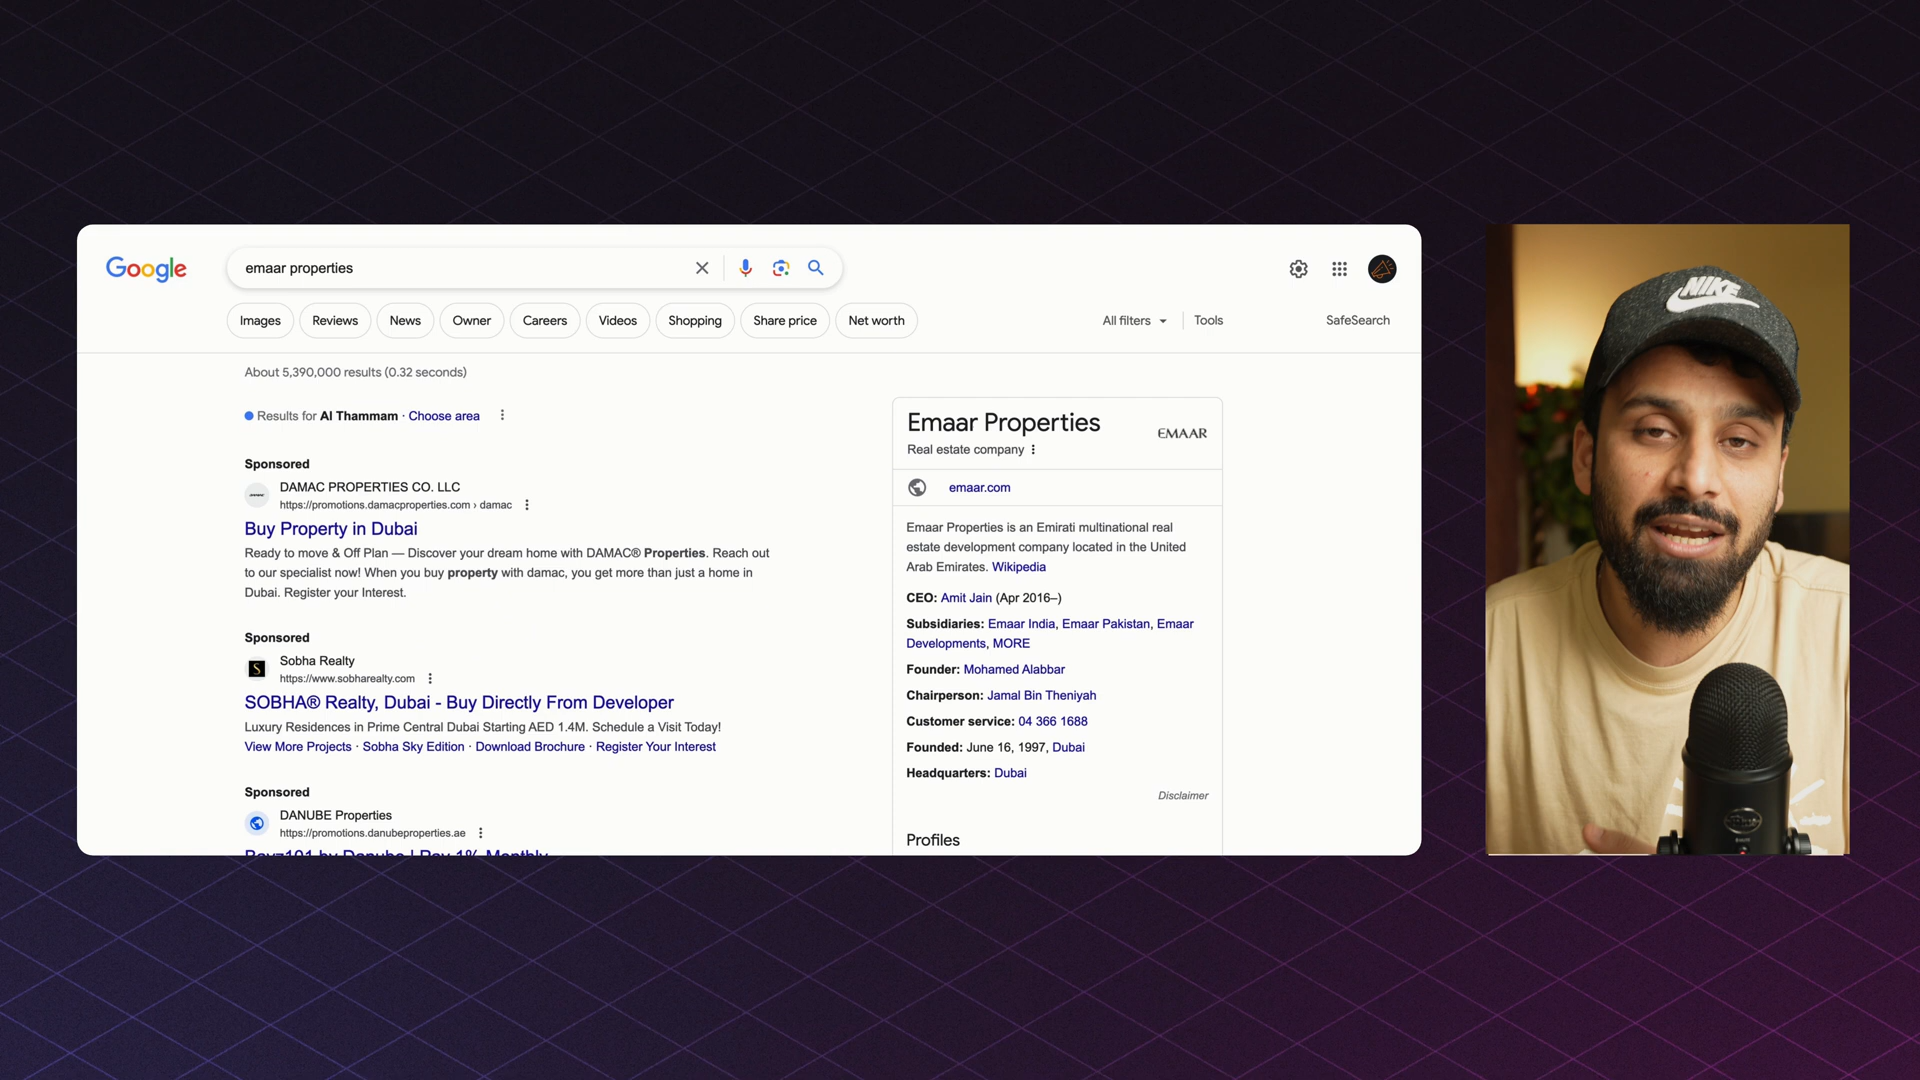 Google
emaar properties
Images
Reviews
News
Owner
Careers
Videos
Shopping
Share price
Net worth
All filters
Tools
SafeSearch
About 5,390,000 results (0.32 seconds)
Results for Al Thammam · Choose area
Sponsored
DAMAC PROPERTIES CO. LLC
https://promotions.damacproperties.com › damac
Buy Property in Dubai
Ready to move & Off Plan — Discover your dream home with DAMAC® Properties. Reach out
to our specialist now! When you buy property with damac, you get more than just a home in
Dubai. Register your Interest.
Sponsored
S
Sobha Realty
https://www.sobharealty.com
SOBHA® Realty, Dubai - Buy Directly From Developer
Luxury Residences in Prime Central Dubai Starting AED 1.4M. Schedule a Visit Today!
View More Projects · Sobha Sky Edition · Download Brochure · Register Your Interest
Sponsored
DANUBE Properties
https://promotions.danubeproperties.ae
Bayz101 by Danube | Pay 1% Monthly
Emaar Properties
EMAAR
Real estate company
emaar.com
Emaar Properties is an Emirati multinational real
estate development company located in the United
Arab Emirates. Wikipedia
CEO: Amit Jain (Apr 2016–)
Subsidiaries: Emaar India, Emaar Pakistan, Emaar
Developments, MORE
Founder: Mohamed Alabbar
Chairperson: Jamal Bin Theniyah
Customer service: 04 366 1688
Founded: June 16, 1997, Dubai
Headquarters: Dubai
Disclaimer
Profiles
NIKE